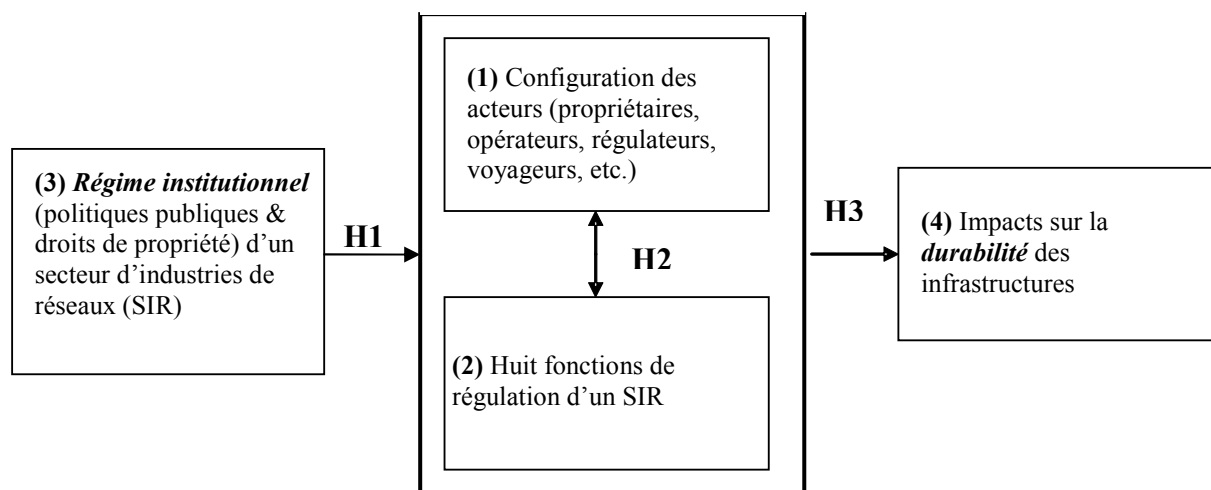 (3) Régime institutionnel
(politiques publiques &
droits de propriété) d’un
secteur d’industries de
réseaux (SIR)
H1
(1) Configuration des
acteurs (propriétaires,
opérateurs, régulateurs,
voyageurs, etc.)
H2
(2) Huit fonctions de
régulation d’un SIR
H3
(4) Impacts sur la
durabilité des
infrastructures